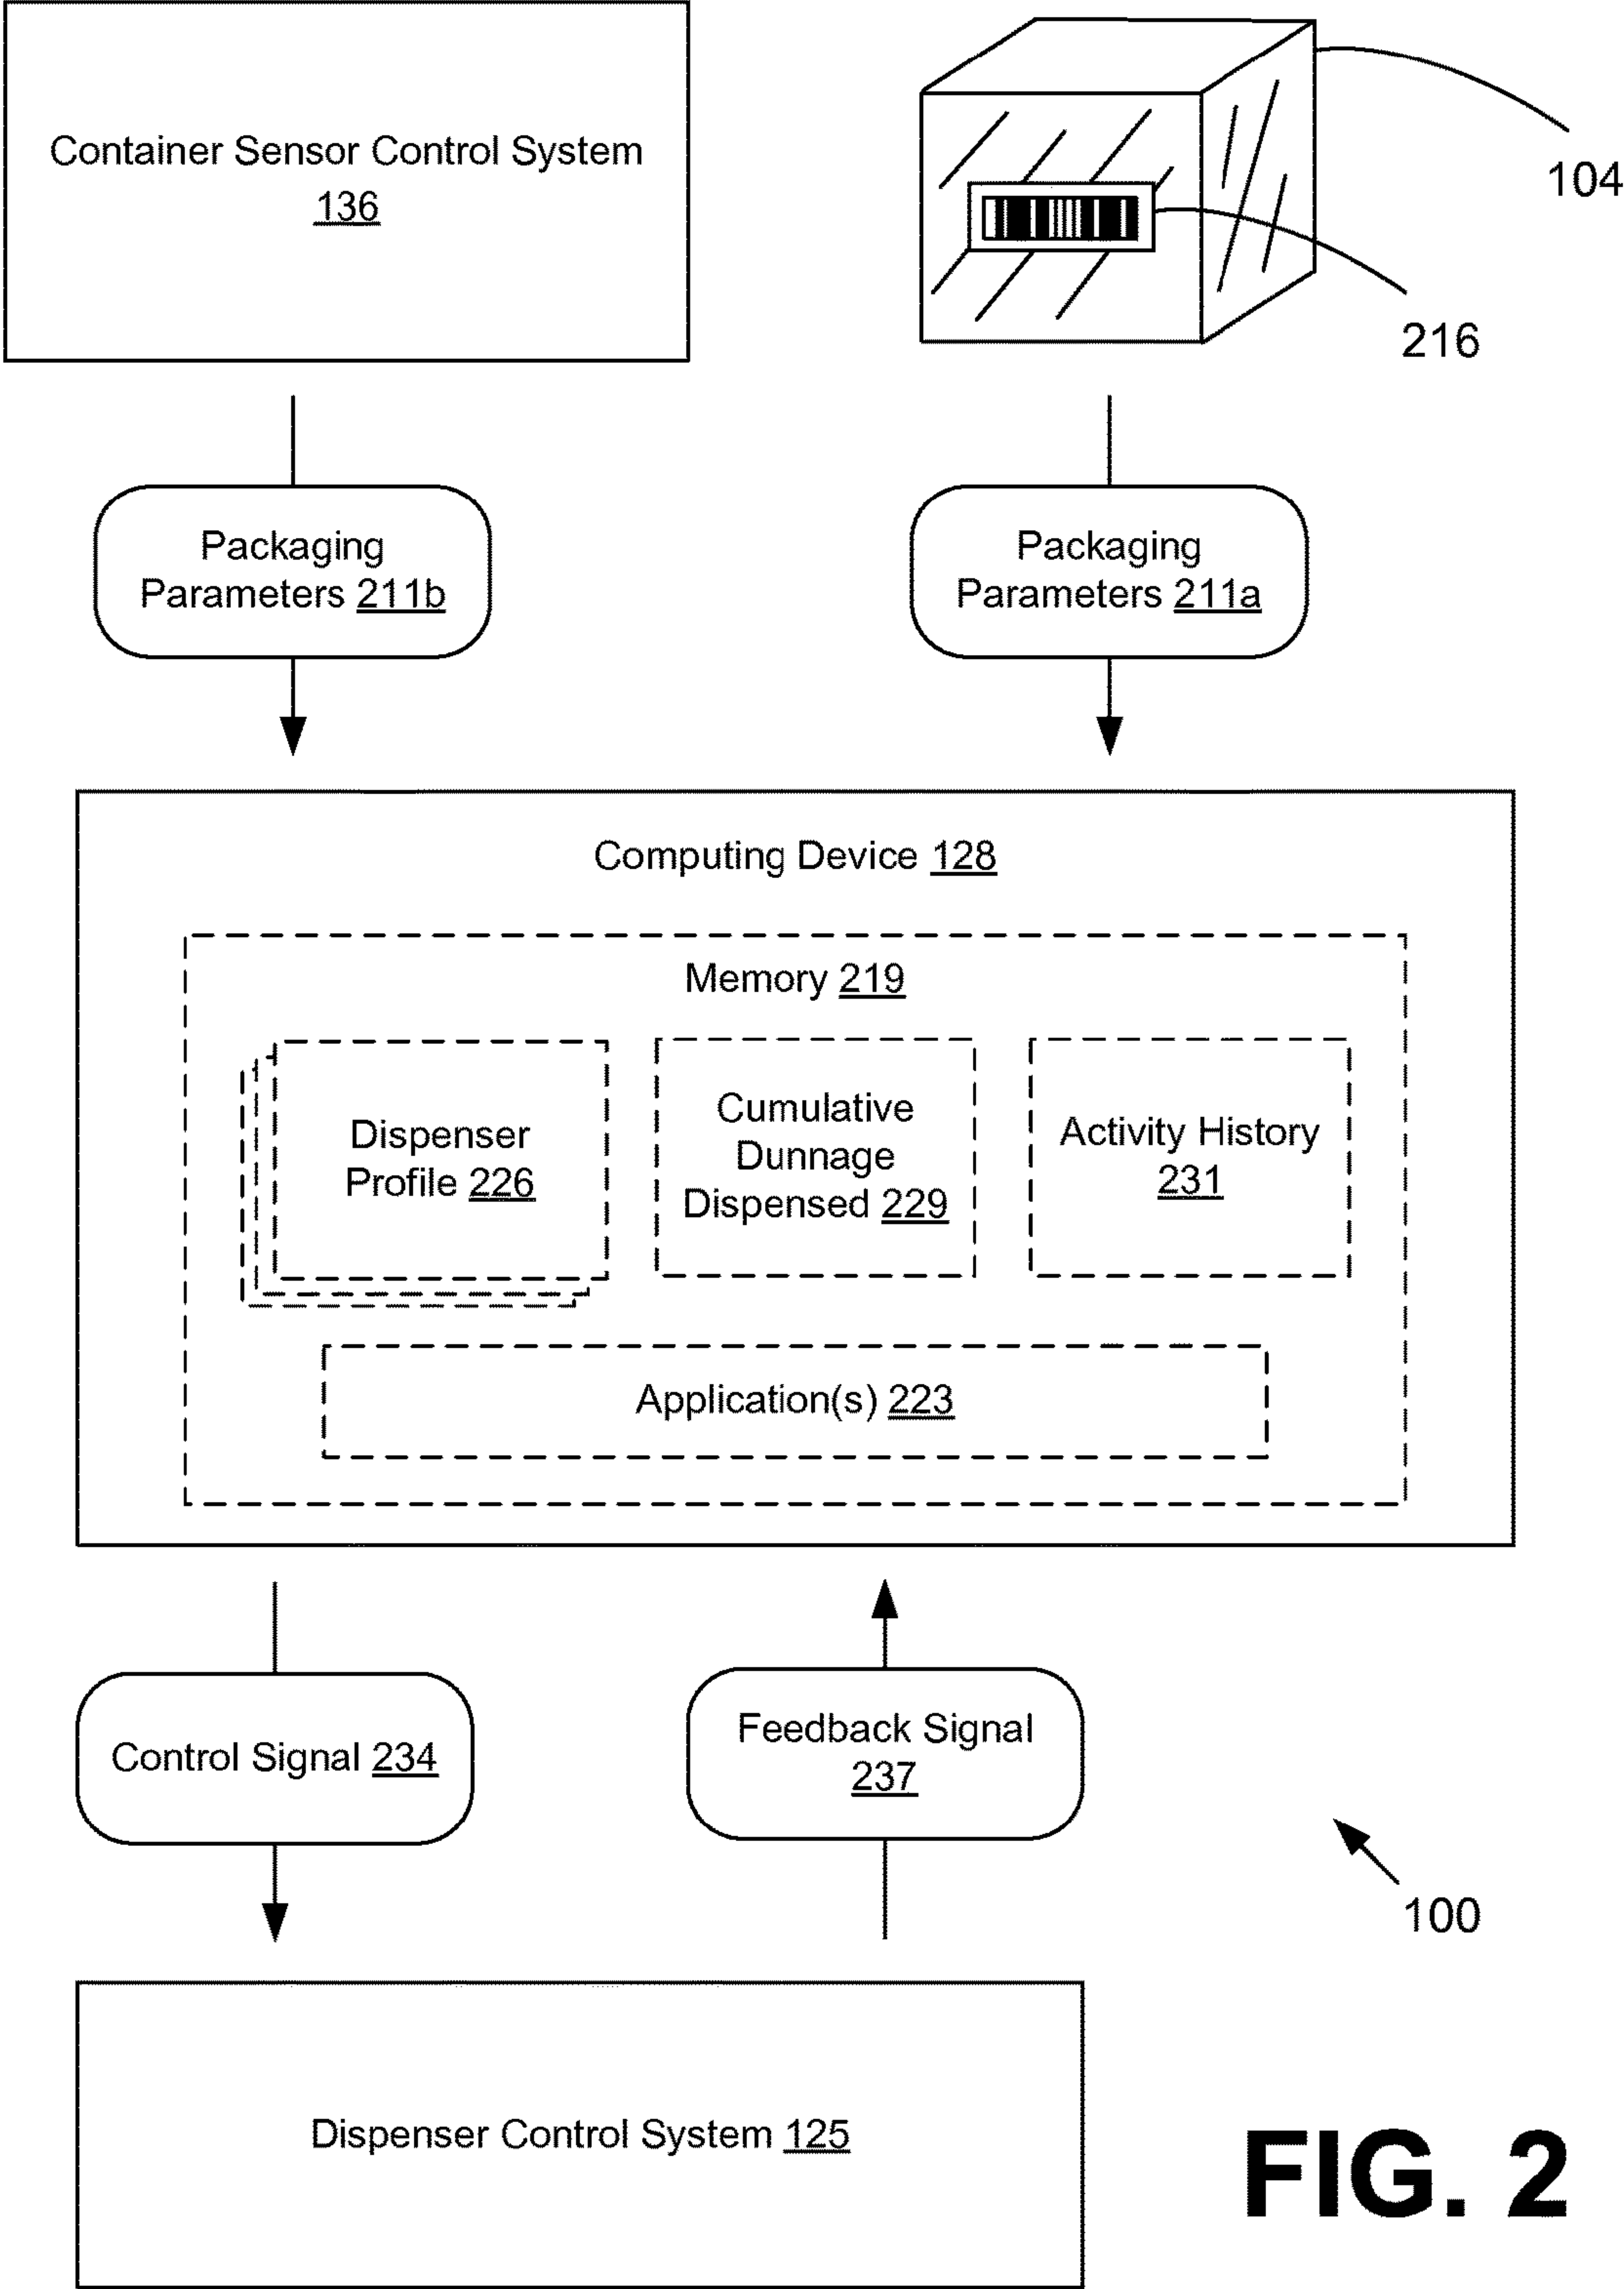 Container Sensor Control System
136
104
216
Packaging
Parameters 211b
Packaging
Parameters 211a
Computing Device 128
Memory 219
Dispenser
Profile 226
Cumulative
Dunnage
Dispensed 229
Activity History
231
Application(s) 223
Control Signal 234
Feedback Signal
237
100
Dispenser Control System 125
FIG. 2